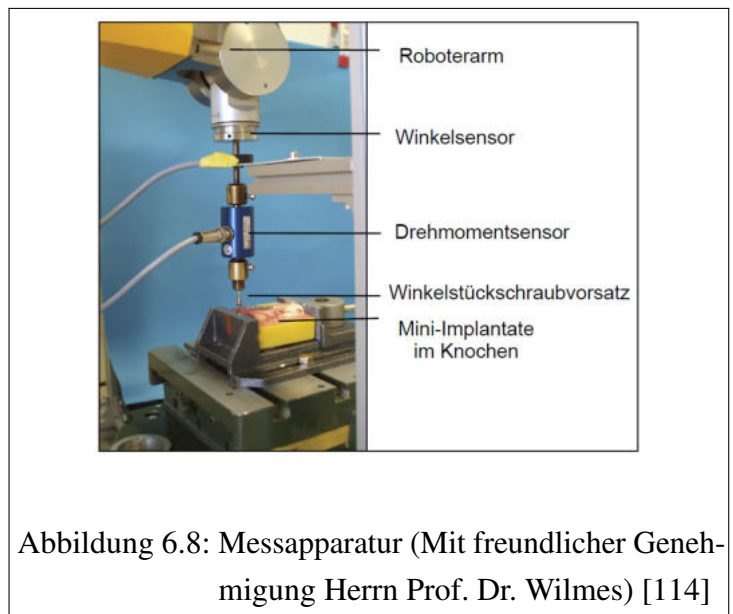 Roboterarm
Winkelsensor
Drehmomentsensor
Winkelstückschraubvorsatz
Mini-Implantate
im Knochen
Abbildung 6.8: Messapparatur (Mit freundlicher Geneh-
migung Herrn Prof. Dr. Wilmes) [114]